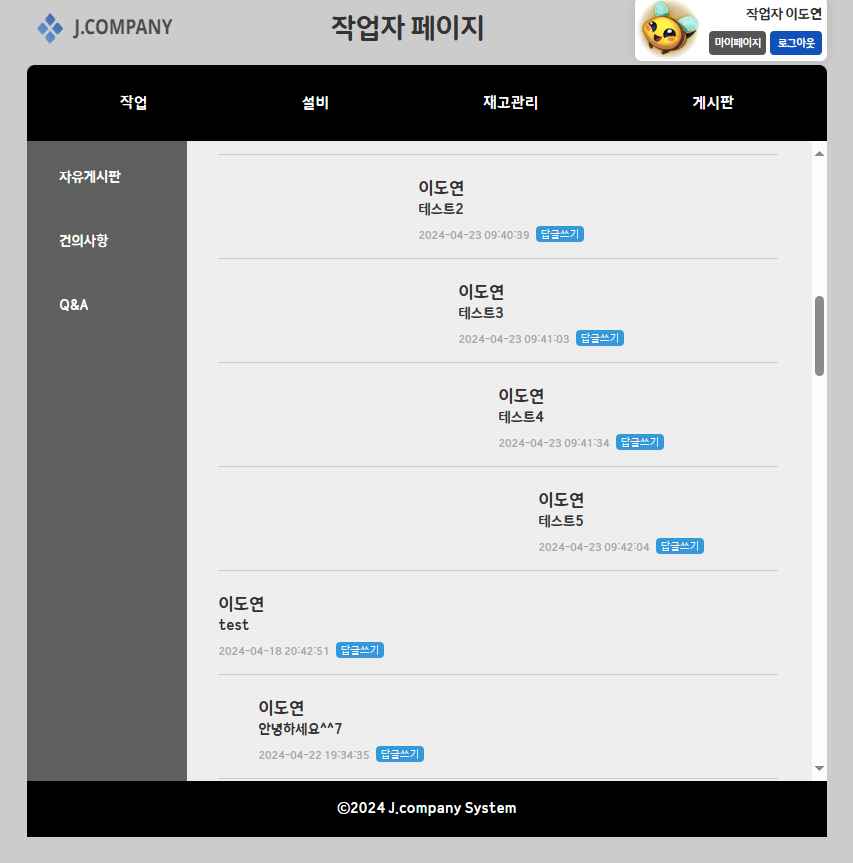 J.COMPANY
작업자 페이지
작업자 이도연
마이페이지
로그아웃
작업
설비
재고관리
게시판
자유게시판
건의사항
Q&A
이도연
테스트2
2024-04-23 09:40:39 답글쓰기
이도연
테스트3
2024-04-23 09:41:03 답글쓰기
이도연
테스트4
2024-04-23 09:41:34 답글쓰기
이도연
테스트5
2024-04-23 09:42:04 답글쓰기
이도연
test
2024-04-18 20:42:51 답글쓰기
이도연
안녕하세요^^7
2024-04-22 19:34:35 답글쓰기
©2024 J.company System